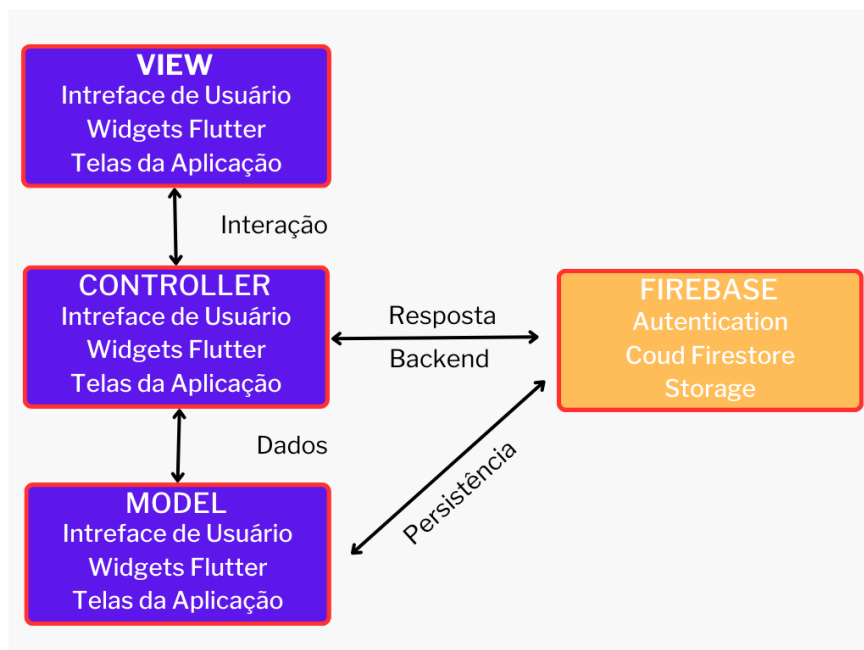 VIEW
Intreface de Usuário
Widgets Flutter
Telas da Aplicação
Interação
CONTROLLER
Intreface de Usuário
Widgets Flutter
Telas da Aplicação
Resposta
Backend
FIREBASE
Autentication
Coud Firestore
Storage
Dados
Persistência
MODEL
Intreface de Usuário
Widgets Flutter
Telas da Aplicação